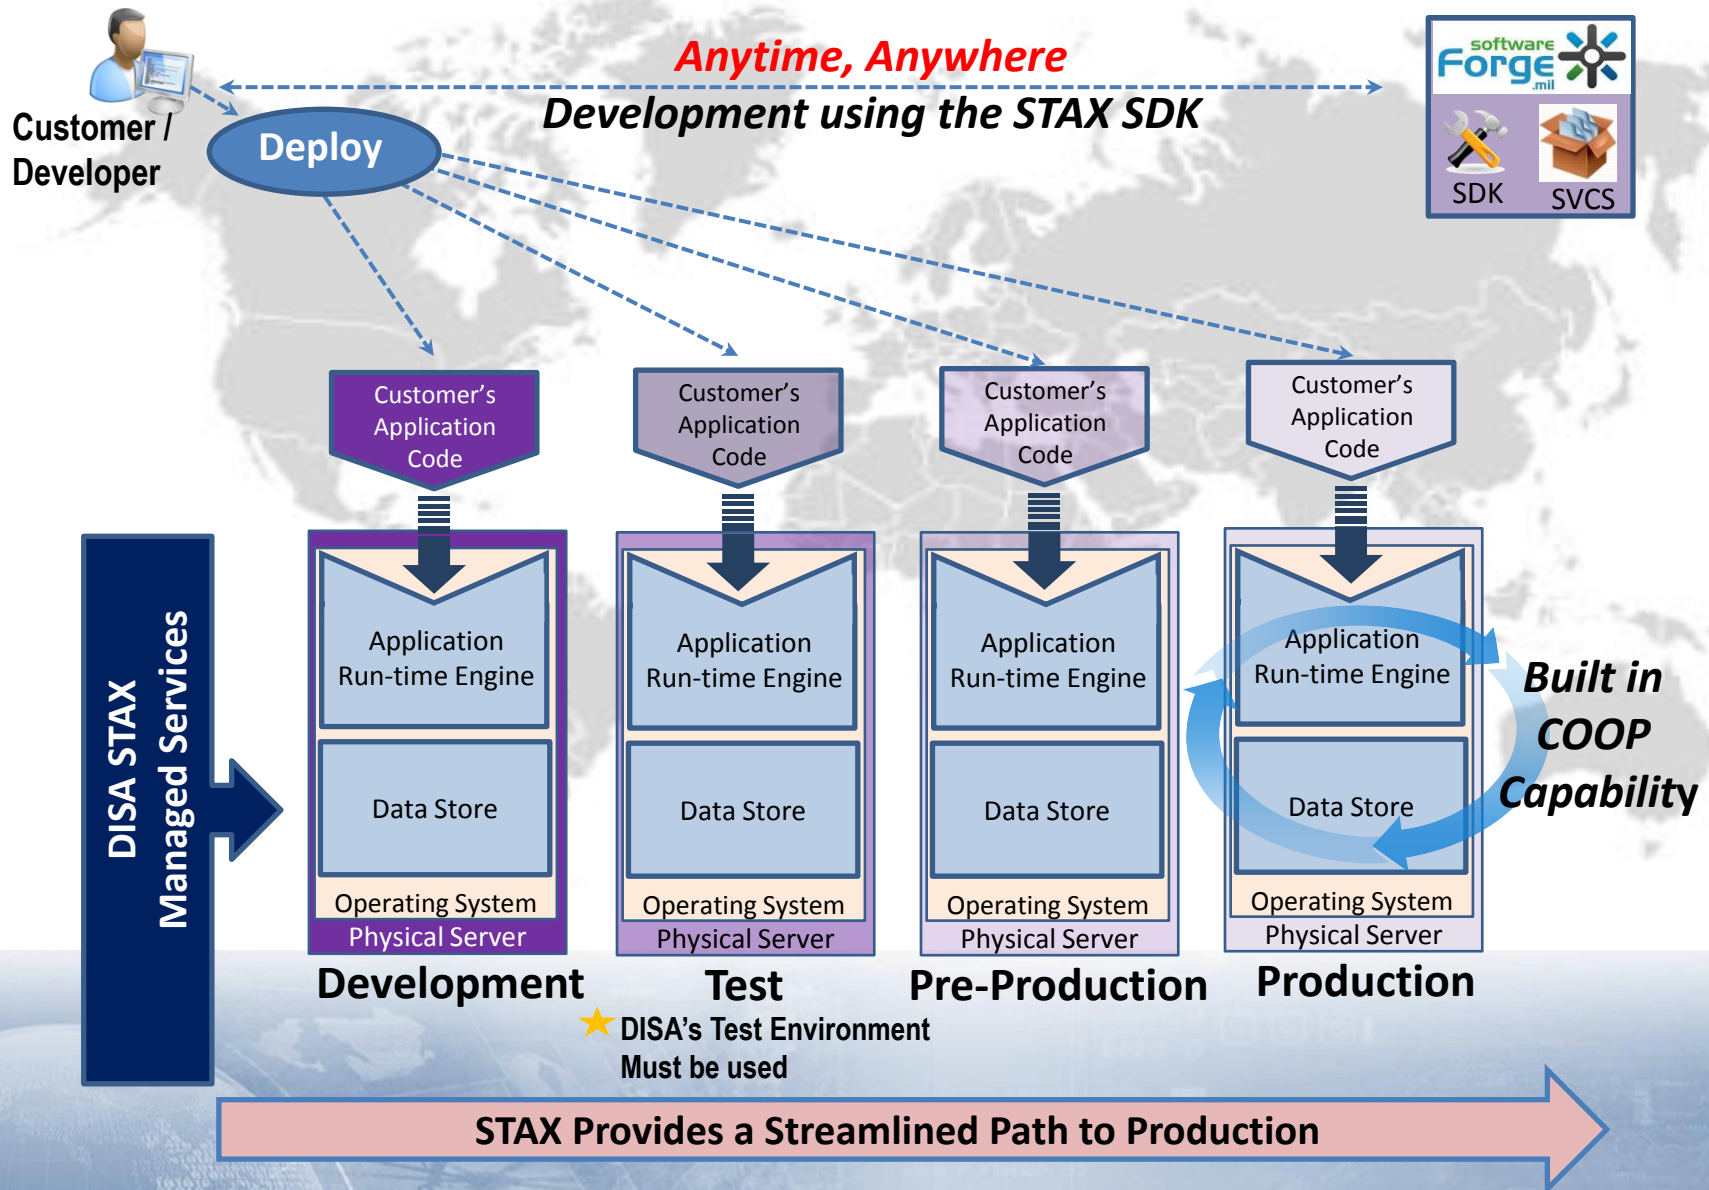 Anytime, Anywhere
Development using the STAX SDK
Customer /
Developer
Deploy
software
Forge
.mil
SDK
SVCS
Customer's
Application
Code
Customer's
Application
Code
Customer's
Application
Code
Customer's
Application
Code
DISA STAX
Managed Services
Application
Run-time Engine
Data Store
Operating System
Physical Server
Development
Application
Run-time Engine
Data Store
Operating System
Physical Server
Test
★ DISA's Test Environment
Must be used
Application
Run-time Engine
Data Store
Operating System
Physical Server
Pre-Production
Application
Run-time Engine
Data Store
Operating System
Physical Server
Production
Built in
COOP
Capability
STAX Provides a Streamlined Path to Production